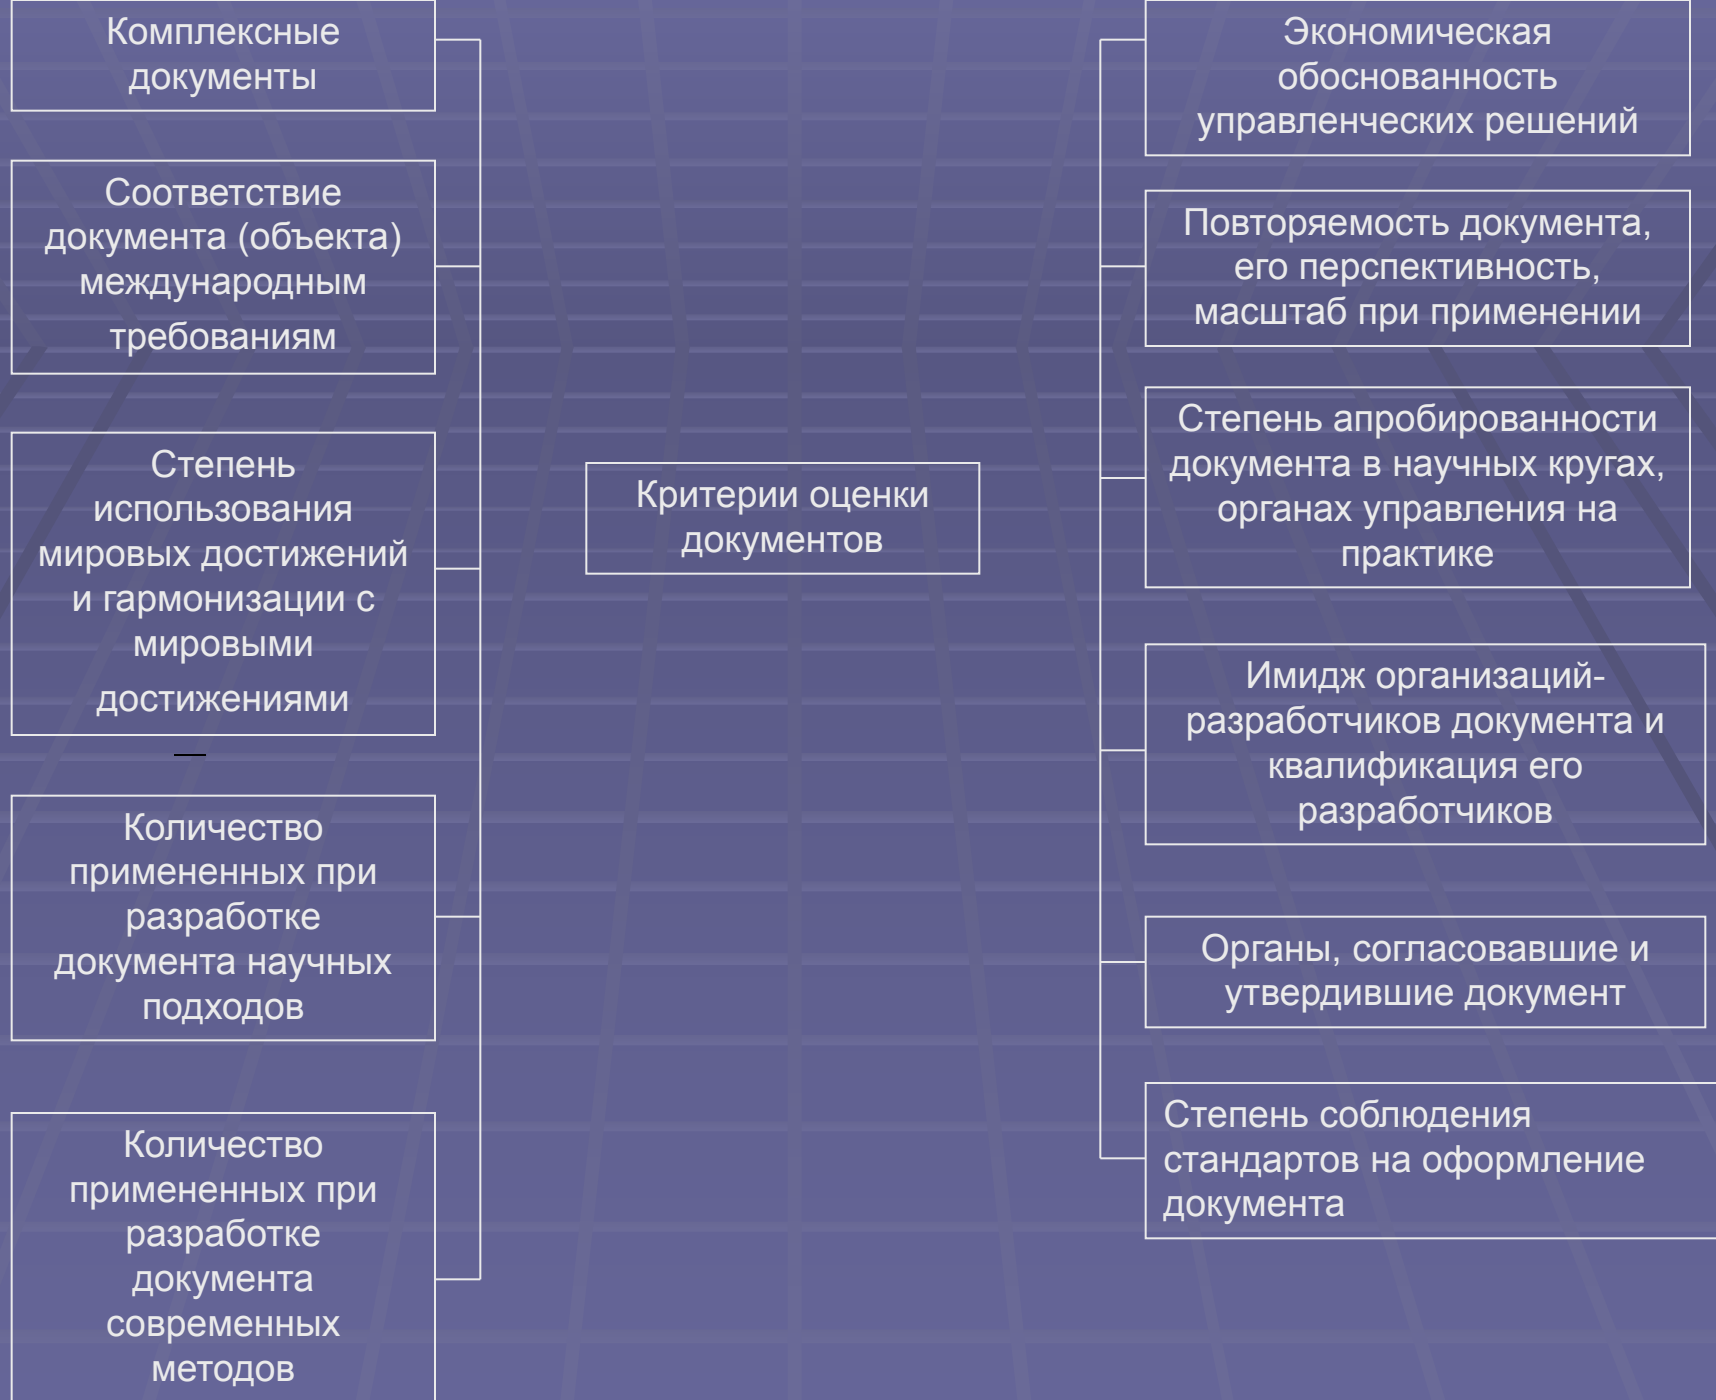 Комплексные
документы
Соответствие
документа (объекта)
международным
требованиям
Степень
использования
мировых достижений
и гармонизации с
мировыми
достижениями
Количество
примененных при
разработке
документа научных
подходов
Количество
примененных при
разработке
документа
современных
методов
Критерии оценки
документов
Экономическая
обоснованность
управленческих решений
Повторяемость документа,
его перспективность,
масштаб при применении
Степень апробированности
документа в научных кругах,
органах управления на
практике
Имидж организаций-
разработчиков документа и
квалификация его
разработчиков
Органы, согласовавшие и
утвердившие документ
Степень соблюдения
стандартов на оформление
документа